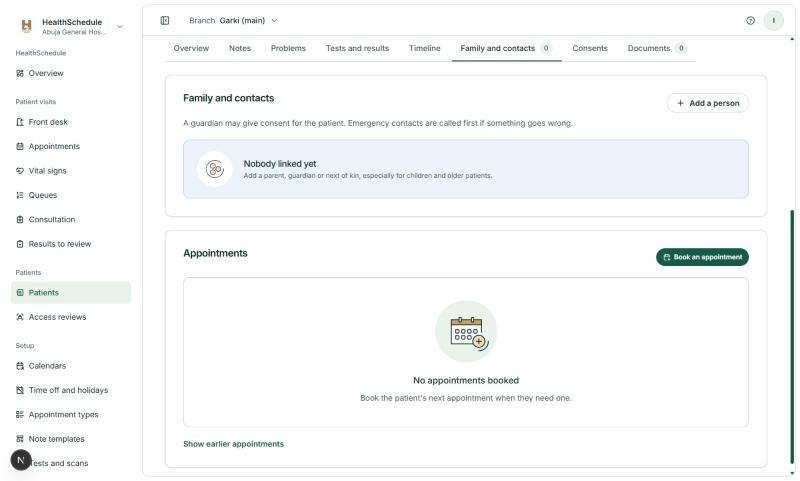 HealthSchedule
Abuja General Hos...
HealthSchedule
Overview
Patient visits
Front desk
Appointments
Vital signs
Queues
Consultation
Results to review
Patients
Patients
Access reviews
Setup
Calendars
Time off and holidays
Appointment types
Note templates
Tests and scans
N
Branch Garki (main)
I
Overview Notes Problems Tests and results Timeline Family and contacts 0 Consents Documents 0
Family and contacts
Add a person
A guardian may give consent for the patient. Emergency contacts are called first if something goes wrong.
Nobody linked yet
Add a parent, guardian or next of kin, especially for children and older patients.
Appointments
Book an appointment
No appointments booked
Book the patient's next appointment when they need one.
Show earlier appointments